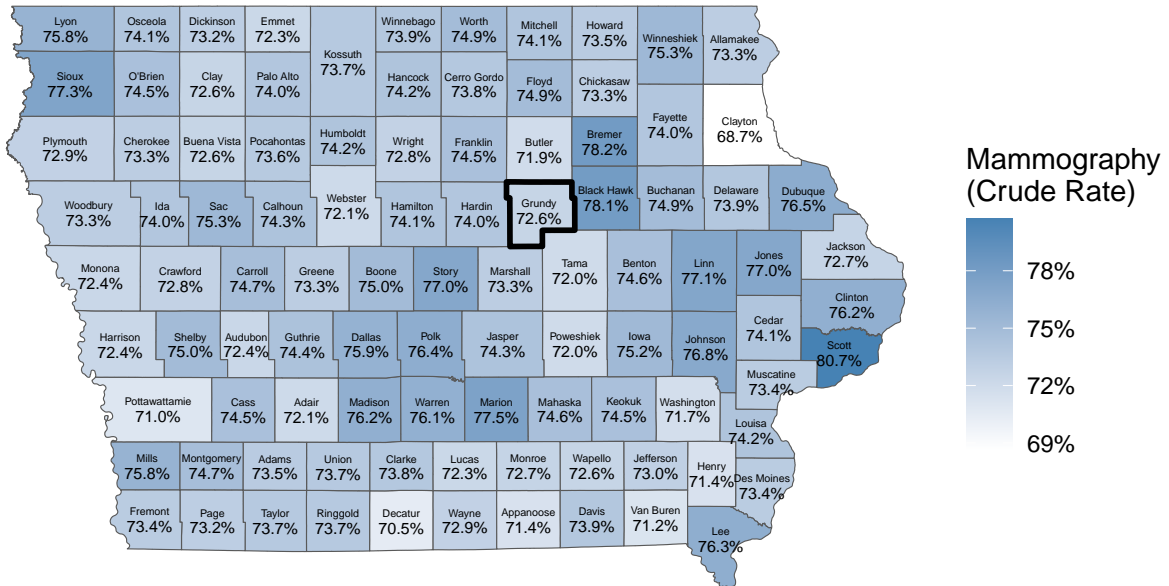 Lyon
75.8%
Osceola
74.1%
Dickinson
73.2%
Emmet
72.3%
Winnebago
73.9%
Worth
74.9%
Mitchell
74.1%
Howard
73.5%
Winneshiek
75.3%
Allamakee
73.3%
Kossuth
73.7%
Sioux
77.3%
O'Brien
74.5%
Clay
72.6%
Palo Alto
74.0%
Hancock
74.2%
Cerro Gordo
73.8%
Floyd
74.9%
Chickasaw
73.3%
Fayette
74.0%
Clayton
68.7%
Plymouth
72.9%
Cherokee
73.3%
Buena Vista
72.6%
Pocahontas
73.6%
Humboldt
74.2%
Wright
72.8%
Franklin
74.5%
Butler
71.9%
Bremer
78.2%
Woodbury
73.3%
Ida
74.0%
Sac
75.3%
Calhoun
74.3%
Webster
72.1%
Hamilton
74.1%
Hardin
74.0%
Grundy
72.6%
Black Hawk
78.1%
Buchanan
74.9%
Delaware
73.9%
Dubuque
76.5%
Monona
72.4%
Crawford
72.8%
Carroll
74.7%
Greene
73.3%
Boone
75.0%
Story
77.0%
Marshall
73.3%
Tama
72.0%
Benton
74.6%
Linn
77.1%
Jones
77.0%
Jackson
72.7%
Clinton
76.2%
Harrison
72.4%
Shelby
75.0%
Audubon
72.4%
Guthrie
74.4%
Dallas
75.9%
Polk
76.4%
Jasper
74.3%
Poweshiek
72.0%
Iowa
75.2%
Johnson
76.8%
Cedar
74.1%
Scott
80.7%
Muscatine
73.4%
Pottawattamie
71.0%
Cass
74.5%
Adair
72.1%
Madison
76.2%
Warren
76.1%
Marion
77.5%
Mahaska
74.6%
Keokuk
74.5%
Washington
71.7%
Louisa
74.2%
Mills
75.8%
Montgomery
74.7%
Adams
73.5%
Union
73.7%
Clarke
73.8%
Lucas
72.3%
Monroe
72.7%
Wapello
72.6%
Jefferson
73.0%
Henry
71.4%
Des Moines
73.4%
Fremont
73.4%
Page
73.2%
Taylor
73.7%
Ringgold
73.7%
Decatur
70.5%
Wayne
72.9%
Appanoose
71.4%
Davis
73.9%
Van Buren
71.2%
Lee
76.3%
Mammography
(Crude Rate)
78%
75%
72%
69%